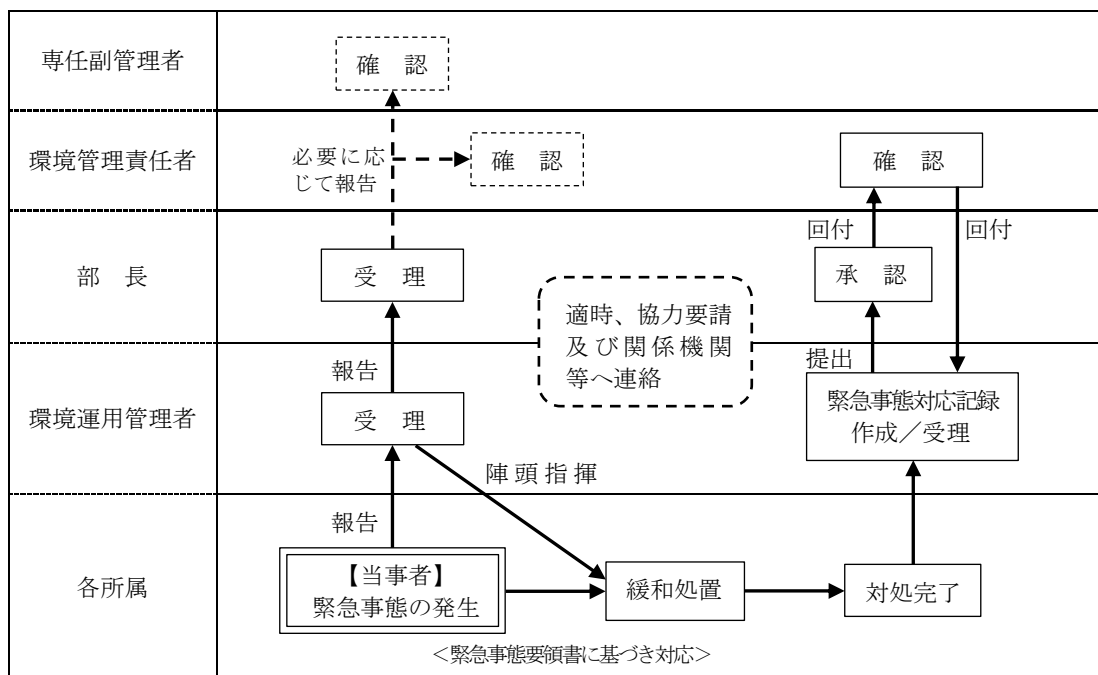 専任副管理者
確 認
環境管理責任者
必要に応
じて報告
確 認
確 認
回付
回付
部 長
受 理
承 認
適時、協力要請
及び関係機関
等へ連絡
報告
提出
環境運用管理者
受 理
緊急事態対応記録
作成／受理
陣頭指揮
報告
各所属
【当事者】
緊急事態の発生
緩和処置
対処完了
＜緊急事態要領書に基づき対応＞